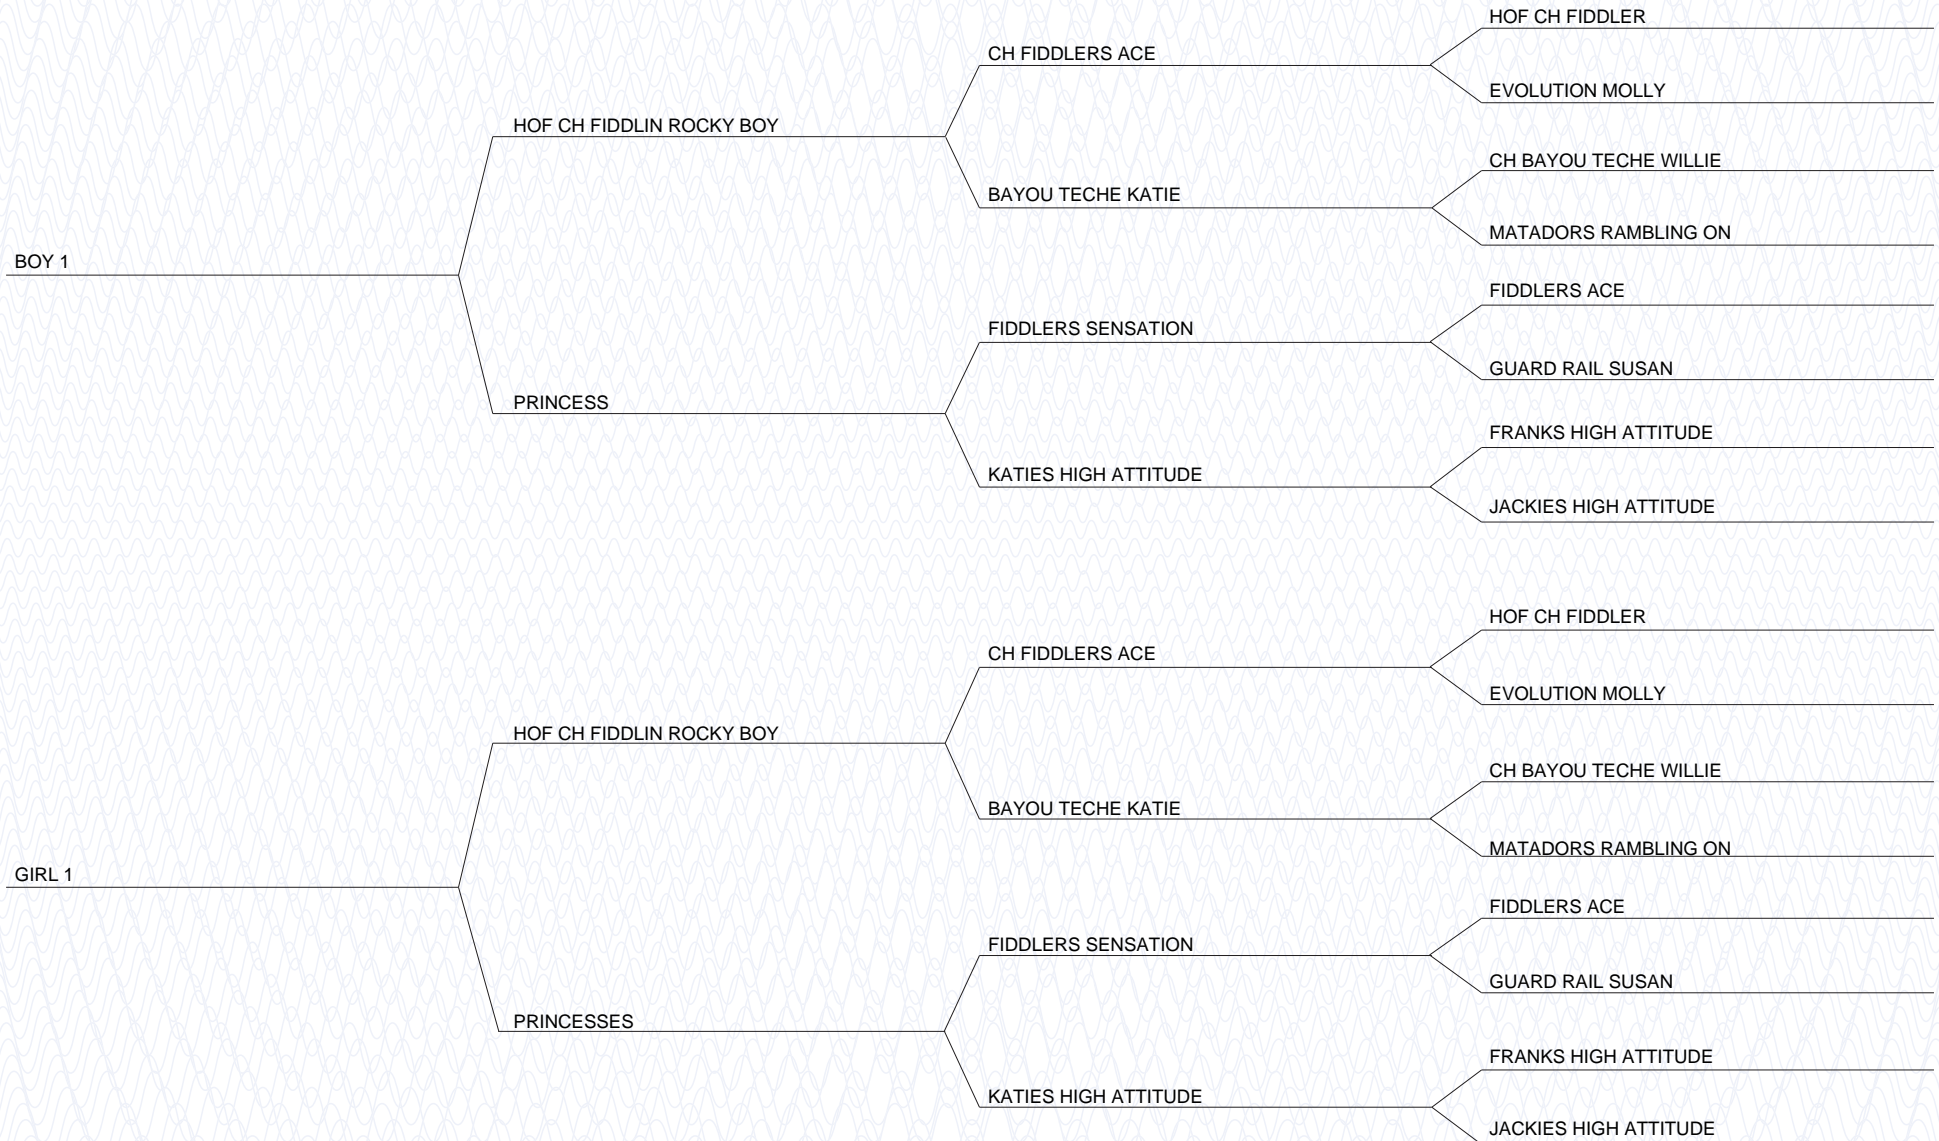 HOF CH FIDDLER
CH FIDDLERS ACE
EVOLUTION MOLLY
HOF CH FIDDLIN ROCKY BOY
CH BAYOU TECHE WILLIE
BAYOU TECHE KATIE
MATADORS RAMBLING ON
BOY 1
FIDDLERS ACE
FIDDLERS SENSATION
GUARD RAIL SUSAN
PRINCESS
FRANKS HIGH ATTITUDE
KATIES HIGH ATTITUDE
JACKIES HIGH ATTITUDE
HOF CH FIDDLER
CH FIDDLERS ACE
EVOLUTION MOLLY
HOF CH FIDDLIN ROCKY BOY
CH BAYOU TECHE WILLIE
BAYOU TECHE KATIE
MATADORS RAMBLING ON
GIRL 1
FIDDLERS ACE
FIDDLERS SENSATION
GUARD RAIL SUSAN
PRINCESSES
FRANKS HIGH ATTITUDE
KATIES HIGH ATTITUDE
JACKIES HIGH ATTITUDE